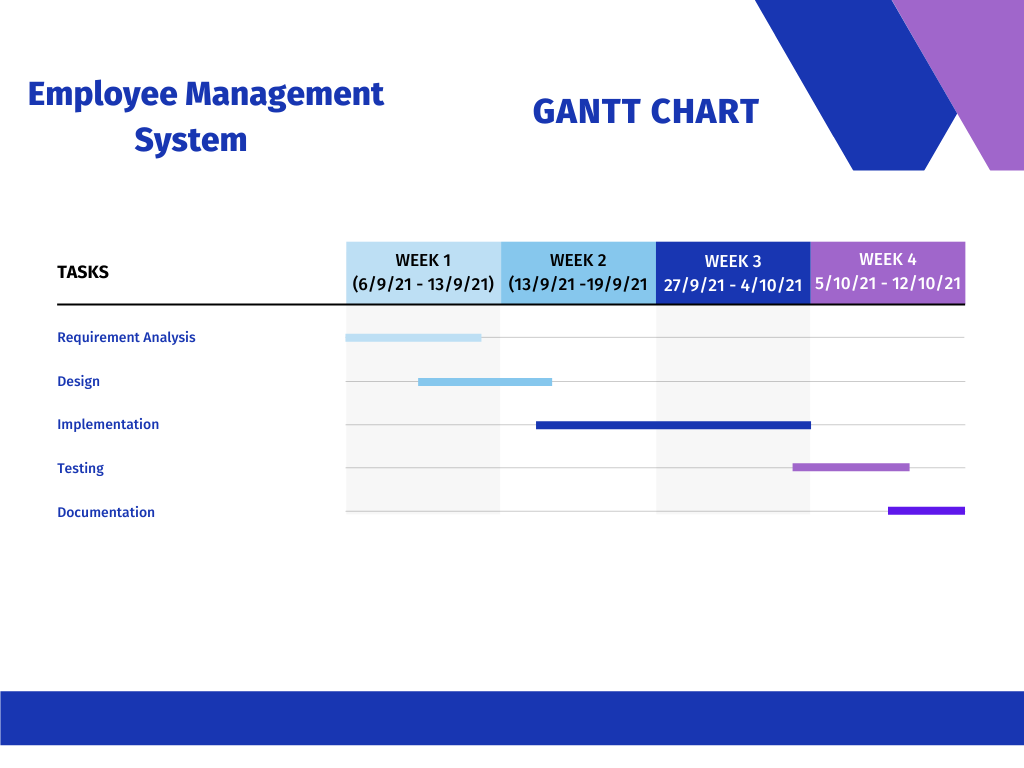 Employee Management
System
GANTT CHART
TASKS
WEEK 1
(6/9/21 - 13/9/21)
WEEK 2
(13/9/21 -19/9/21
WEEK 3
27/9/21 - 4/10/21
WEEK 4
5/10/21 - 12/10/21
Requirement Analysis
Design
Implementation
Testing
Documentation